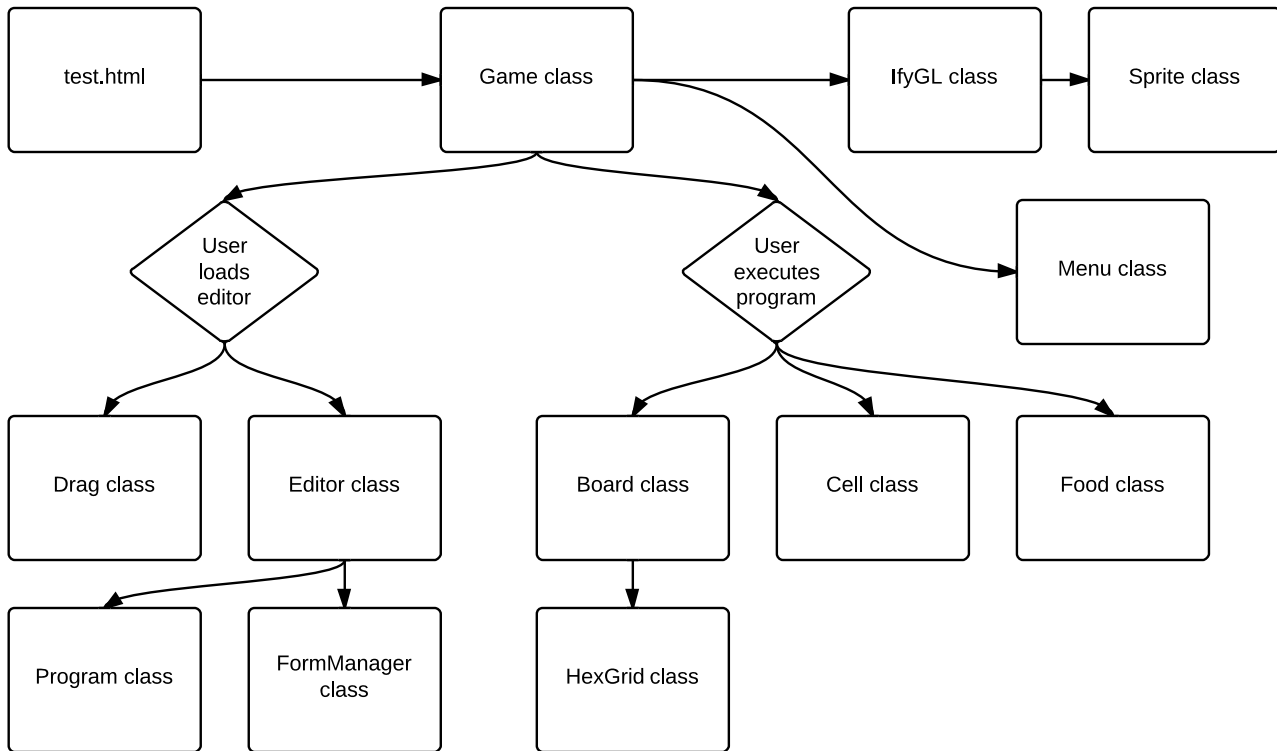 test.html
Game class
IfyGL class
Sprite class
User
loads
editor
User
executes
program
Menu class
Drag class
Editor class
Board class
Cell class
Food class
Program class
FormManager
class
HexGrid class